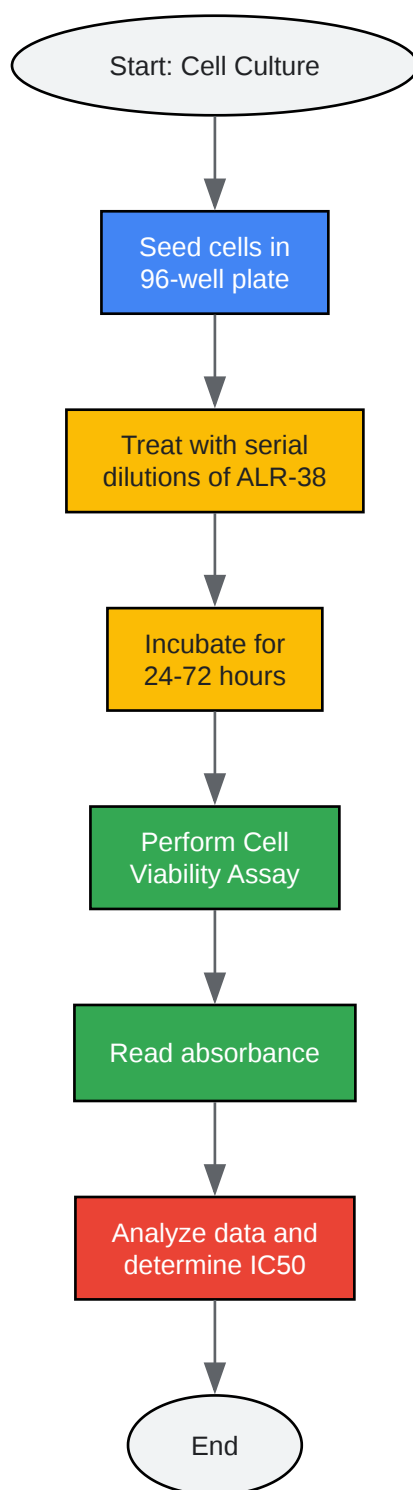 Start: Cell Culture
Seed cells in
96-well plate
Treat with serial
dilutions of ALR-38
Incubate for
24-72 hours
Perform Cell
Viability Assay
Read absorbance
Analyze data and
determine IC50
End